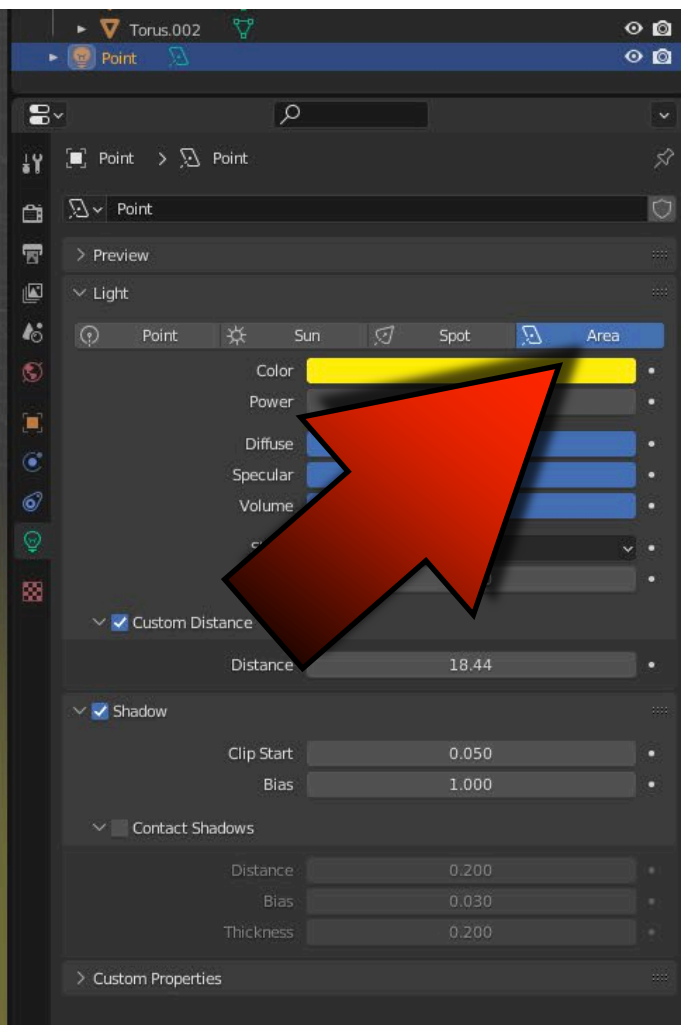 Torus.002
Point
Point > Point
Point
Preview
Light
Point Sun Spot Area
Color
Power
Diffuse
Specular
Volume
Custom Distance
Distance 18.44
Shadow
Clip Start 0.050
Bias 1.000
Contact Shadows
Distance 0.200
Bias 0.030
Thickness 0.200
Custom Properties